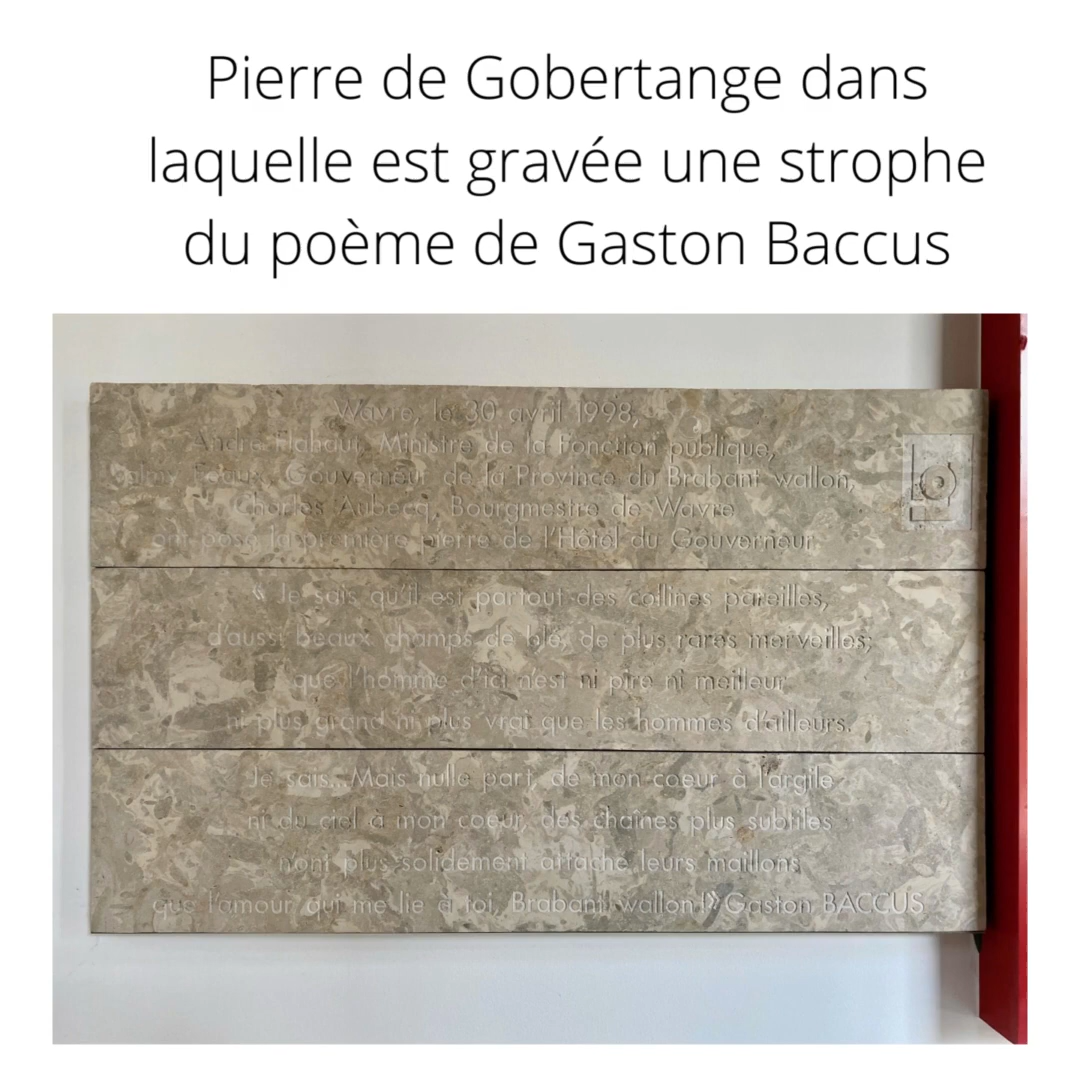 Pierre de Gobertange dans
laquelle est gravée une strophe
du poème de Gaston Baccus
Wavre, le 30 avril 1998,
André Flahaut, Ministre de la Fonction publique,
Gouverneur de la Province du Brabant wallon,
Charles Aubecq, Bourgmestre de Wavre
ont posé la première pierre de l'Hôtel du Gouverneur
« Je sais qu'il est partout des collines pareilles,
d'aussi beaux champs de blé, de plus rares merveilles;
que l'homme d'ici n'est ni pire ni meilleur
ni plus grand ni plus vrai que les hommes d'ailleurs.
Je sais... Mais nulle part, de mon coeur à l'argile
ni du ciel à mon coeur, des chaînes plus subtiles
n'ont plus solidement attaché leurs maillons
que l'amour qui me lie à toi, Brabant wallon!» Gaston BACCUS